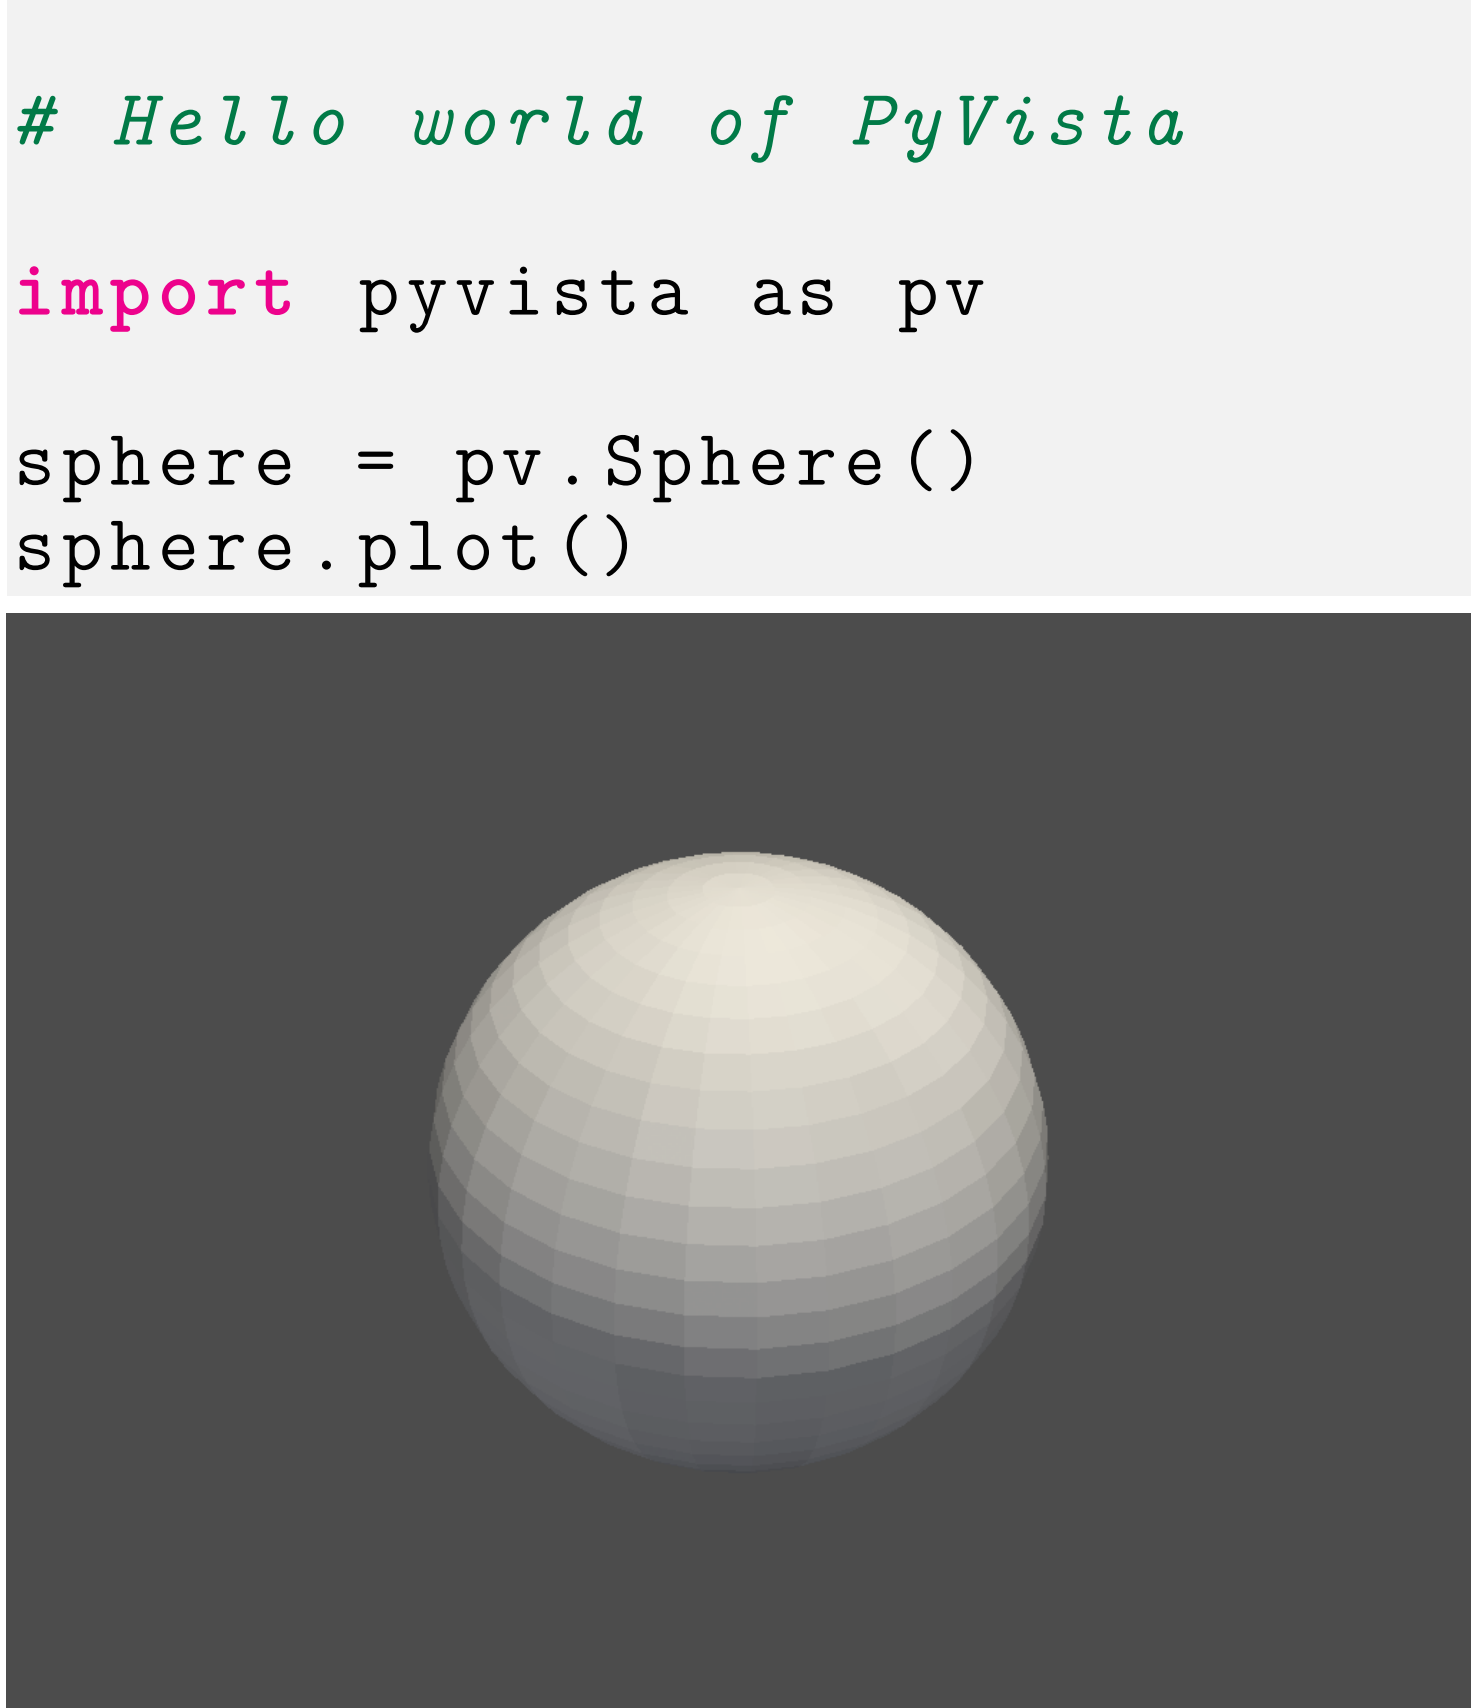 # Hello world of PyVista
import pyvista as pv
sphere = pv.Sphere()
sphere.plot()